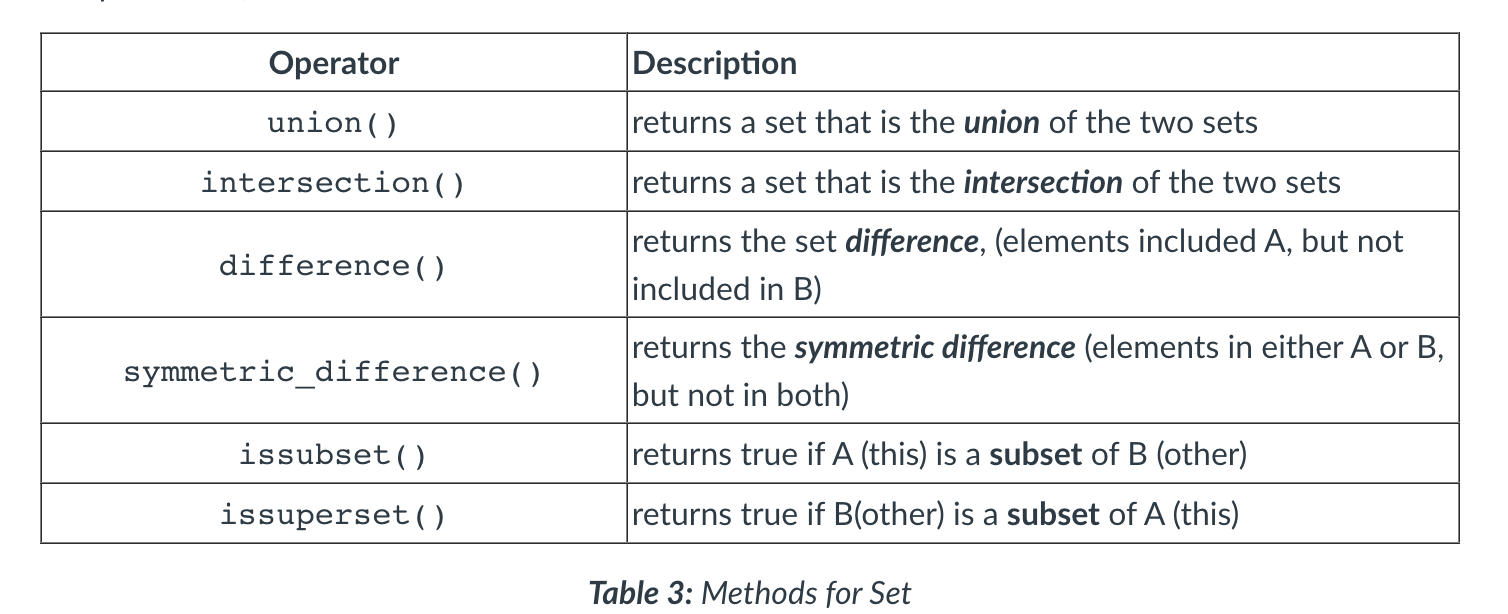 Operator Description
union() returns a set that is the union of the two sets
intersection() returns a set that is the intersection of the two sets
difference() returns the set difference, (elements included A, but not
included in B)
symmetric_difference() returns the symmetric difference (elements in either A or B,
but not in both)
issubset() returns true if A (this) is a subset of B (other)
issuperset() returns true if B(other) is a subset of A (this)
Table 3: Methods for Set